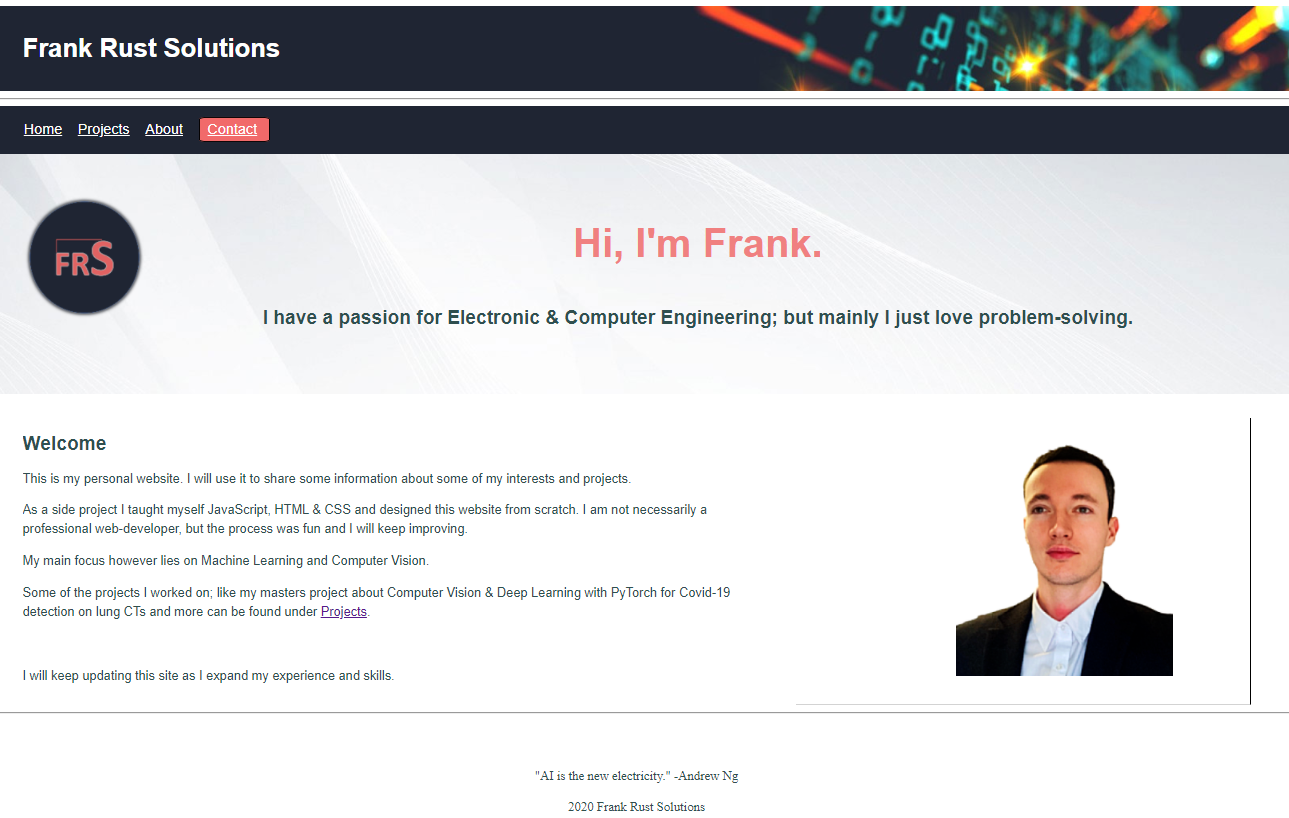 Frank Rust Solutions
Home Projects About Contact
FRS
Hi, I'm Frank.
I have a passion for Electronic & Computer Engineering; but mainly I just love problem-solving.
Welcome
This is my personal website. I will use it to share some information about some of my interests and projects.
As a side project I taught myself JavaScript, HTML & CSS and designed this website from scratch. I am not necessarily a
professional web-developer, but the process was fun and I will keep improving.
My main focus however lies on Machine Learning and Computer Vision.
Some of the projects I worked on; like my masters project about Computer Vision & Deep Learning with PyTorch for Covid-19
detection on lung CTs and more can be found under Projects.
I will keep updating this site as I expand my experience and skills.
"AI is the new electricity." -Andrew Ng
2020 Frank Rust Solutions